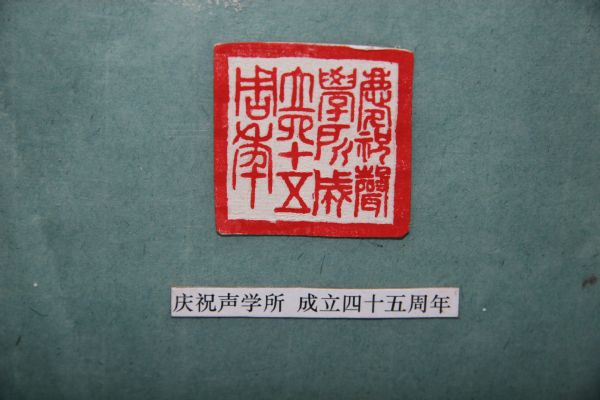 慶祝聲
學所成
立四十五
周年
庆祝声学所 成立四十五周年